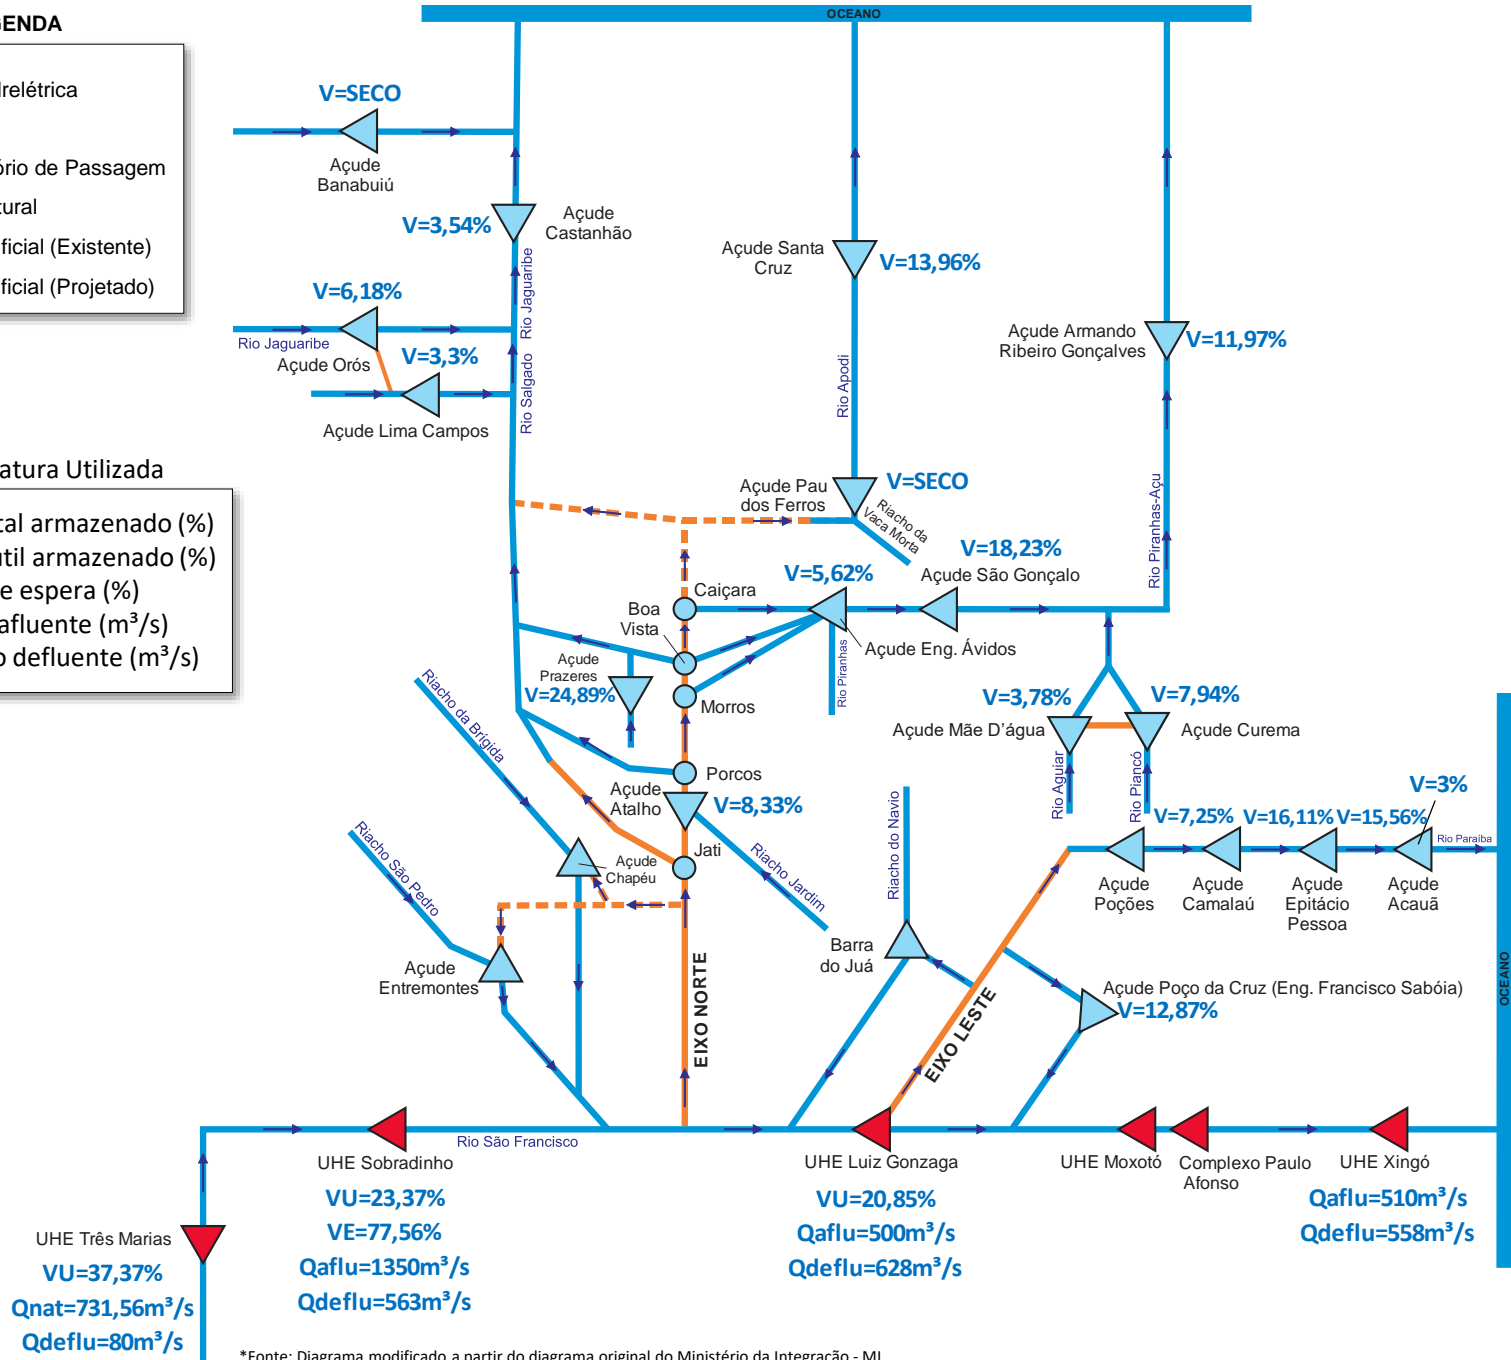 OCEANO
GENDA
drelétrica
ório de Passagem
tural
ificial (Existente)
ificial (Projetado)
V=SECO
Açude
Banabuiú
V=3,54%
Açude
Castanhão
Rio Jaguaribe
V=6,18%
Rio Jaguaribe
Açude Orós
V=3,3%
Açude Lima Campos
Rio Salgado
Açude Santa
Cruz
V=13,96%
Rio Apodi
Açude Armando
Ribeiro Gonçalves
V=11,97%
Rio Piranhas-Açu
atura Utilizada
tal armazenado (%)
útil armazenado (%)
e espera (%)
afluente (m³/s)
o defluente (m³/s)
Açude Pau
dos Ferros
V=SECO
Riacho da
Vaca Morta
V=18,23%
Açude São Gonçalo
V=5,62%
Açude Eng. Ávidos
Rio Piranhas
Caiçara
Boa
Vista
Morros
Açude
Prazeres
V=24,89%
Porcos
Açude
Atalho
V=8,33%
Jati
Riacho Jardim
Riacho da Brigida
Açude
Chapéu
Riacho São Pedro
Açude
Entremontes
EIXO NORTE
V=3,78%
Açude Mãe D'água
V=7,94%
Açude Curema
Rio Aguiar
Rio Piancó
V=3%
V=7,25%
V=16,11%
V=15,56%
Rio Paraiba
Açude
Poções
Açude
Camalaú
Açude
Epitácio
Pessoa
Açude
Acauã
Riacho do Navio
Barra
do Juá
EIXO LESTE
Açude Poço da Cruz (Eng. Francisco Sabóia)
V=12,87%
OCEANO
Rio São Francisco
UHE Sobradinho
VU=23,37%
VE=77,56%
Qaflu=1350m³/s
Qdeflu=563m³/s
UHE Luiz Gonzaga
VU=20,85%
Qaflu=500m³/s
Qdeflu=628m³/s
UHE Moxotó
Complexo Paulo
Afonso
UHE Xingó
Qaflu=510m³/s
Qdeflu=558m³/s
UHE Três Marias
VU=37,37%
Qnat=731,56m³/s
Qdeflu=80m³/s
*Fonte: Diagrama modificado a partir do diagrama original do Ministério da Integração - MI